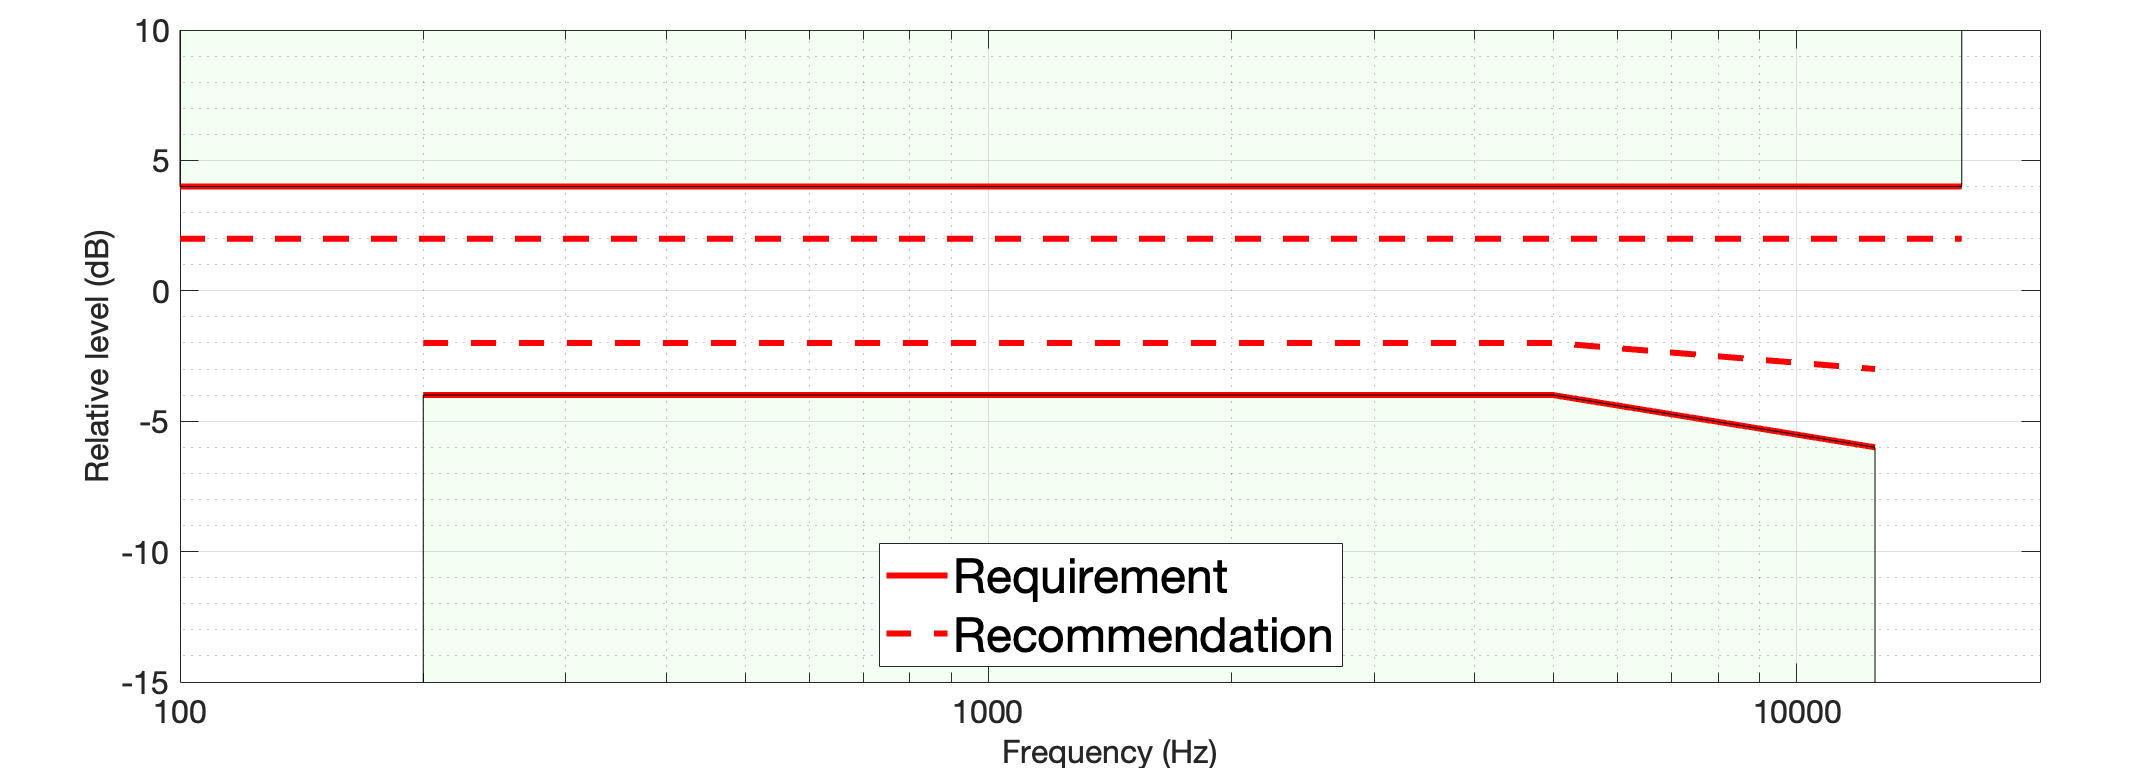 10
5
0
-5
-10
-15
Relative level (dB)
Requirement
Recommendation
100
1000
10000
Frequency (Hz)